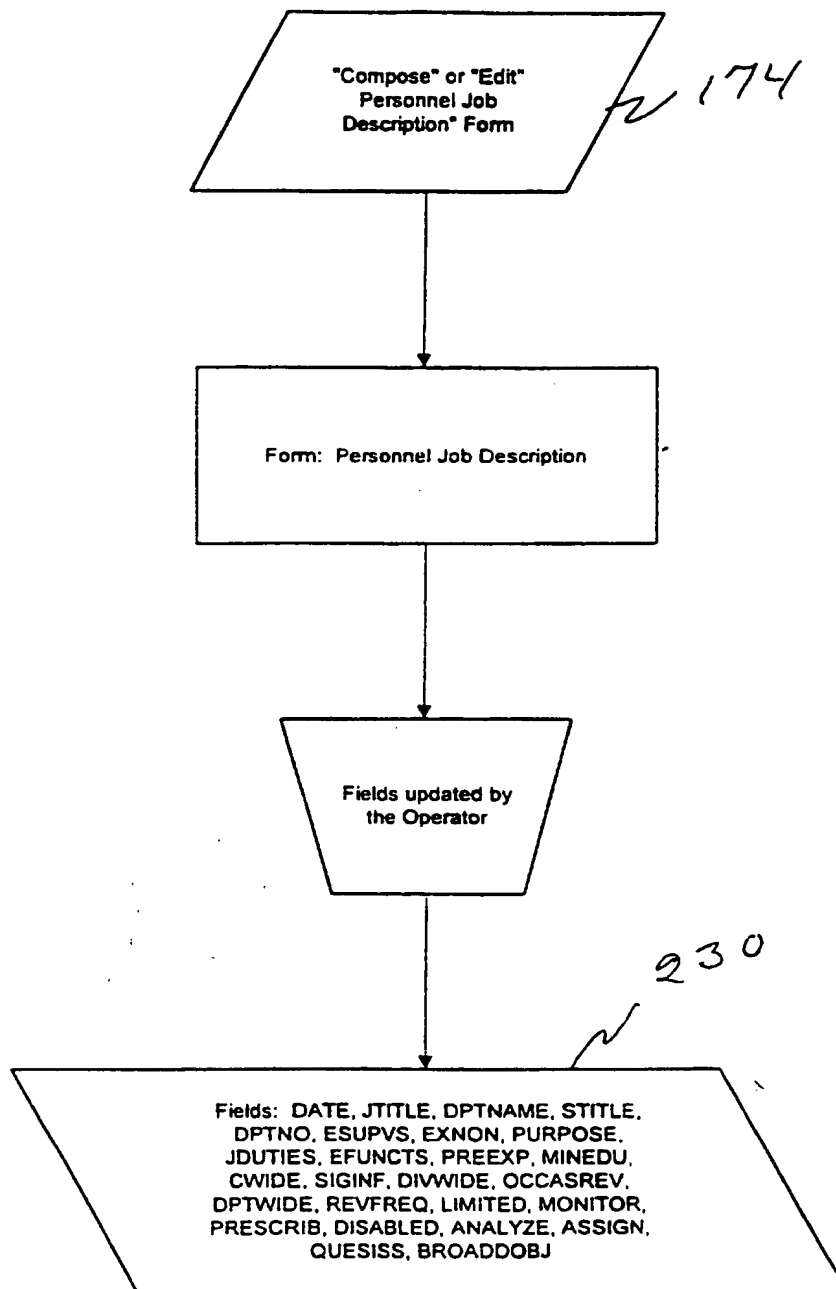 "Compose" or "Edit"
Personnel Job
Description" Form
174
Form: Personnel Job Description
Fields updated by
the Operator
230
Fields: DATE, JTITLE, DPTNAME, STITLE,
DPTNO, ESUPVS, EXNON, PURPOSE,
JDUTIES, EFUNCTS, PREEXP, MINEDU,
CWIDE, SIGINF, DIVWIDE, OCCASREV,
DPTWIDE, REVFREQ, LIMITED, MONITOR,
PRESCRIB, DISABLED, ANALYZE, ASSIGN,
QUESISS, BROADDOBJ